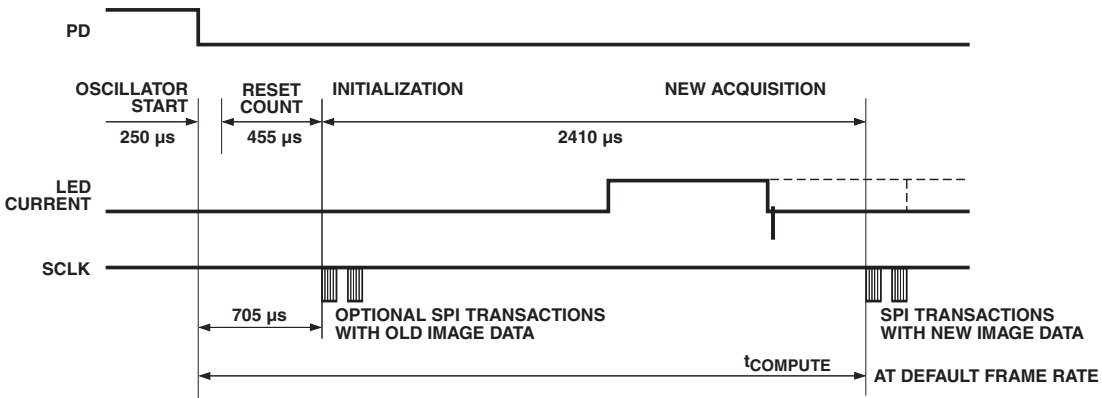 PD
OSCILLATOR
START
RESET
COUNT
INITIALIZATION
NEW ACQUISITION
250 µs
455 µs
2410 µs
LED
CURRENT
SCLK
705 µs
OPTIONAL SPI TRANSACTIONS
WITH OLD IMAGE DATA
SPI TRANSACTIONS
WITH NEW IMAGE DATA
tCOMPUTE
AT DEFAULT FRAME RATE